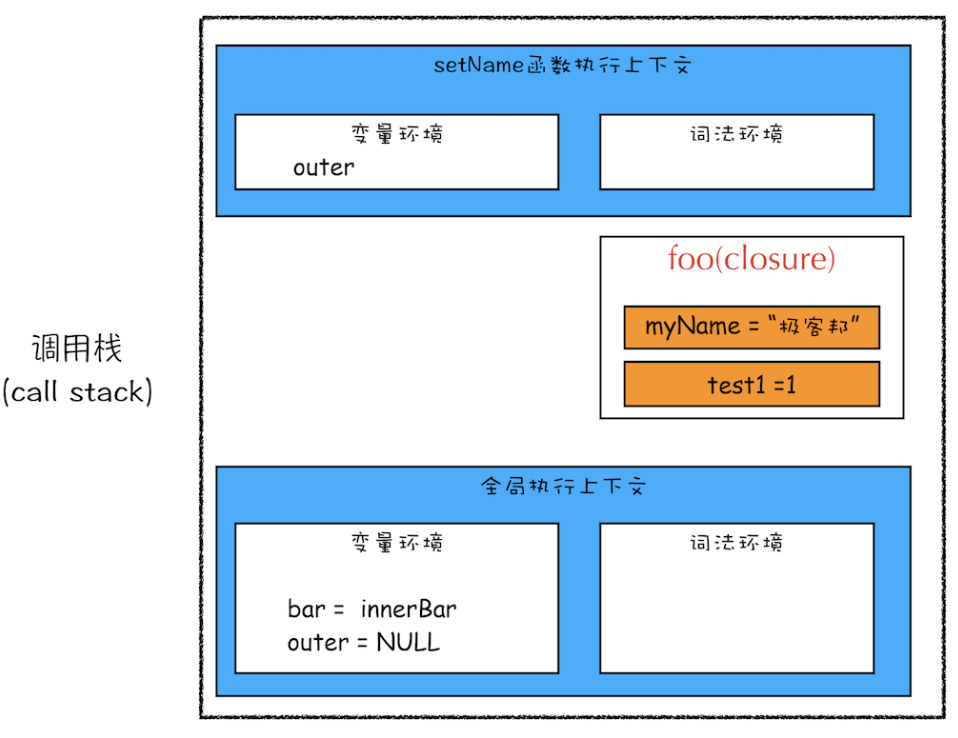 setName函数执行上下文
变量环境
outer
词法环境
foo(closure)
myName = “极客邦”
test1 =1
调用栈
(call stack)
全局执行上下文
变量环境
bar = innerBar
outer = NULL
词法环境